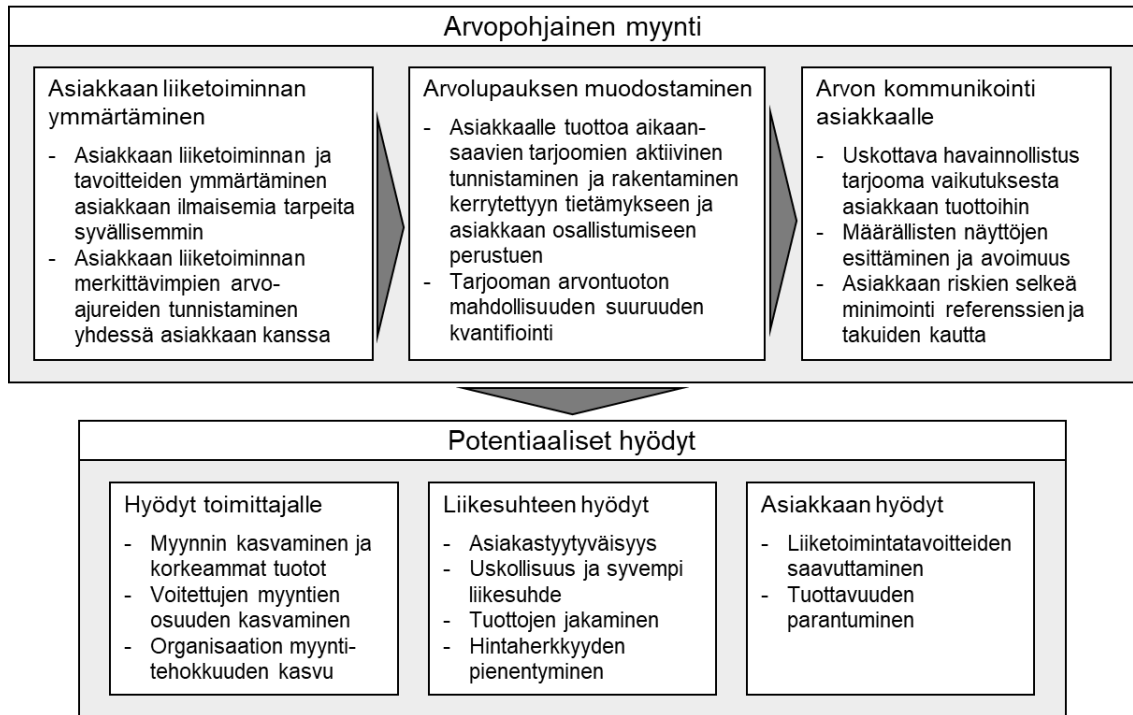 Arvopohjainen myynti
Asiakkaan liiketoiminnan
ymmärtäminen
- Asiakkaan liiketoiminnan ja
tavoitteiden ymmärtäminen
asiakkaan ilmaisemia tarpeita
syvällisemmin
- Asiakkaan liiketoiminnan
merkittävimpien arvo-
ajureiden tunnistaminen
yhdessä asiakkaan kanssa
Arvolupauksen muodostaminen
- Asiakkaalle tuottoa aikaan-
saavien tarjoomien aktiivinen
tunnistaminen ja rakentaminen
kerrytettyyn tietämykseen ja
asiakkaan osallistumiseen
perustuen
- Tarjooman arvontuoton
mahdollisuuden suuruuden
kvantifiointi
Arvon kommunikointi
asiakkaalle
- Uskottava havainnollistus
tarjooma vaikutuksesta
asiakkaan tuottoihin
- Määrällisten näyttöjen
esittäminen ja avoimuus
- Asiakkaan riskien selkeä
minimointi referenssien ja
takuiden kautta
Potentiaaliset hyödyt
Hyödyt toimittajalle
- Myynnin kasvaminen ja
korkeammat tuotot
- Voitettujen myyntien
osuuden kasvaminen
- Organisaation myynti-
tehokkuuden kasvu
Liikesuhteen hyödyt
- Asiakastyytyväisyys
- Uskollisuus ja syvempi
liikesuhde
- Tuottojen jakaminen
- Hintaherkkyyden
pienentyminen
Asiakkaan hyödyt
- Liiketoimintatavoitteiden
saavuttaminen
- Tuottavuuden
parantuminen